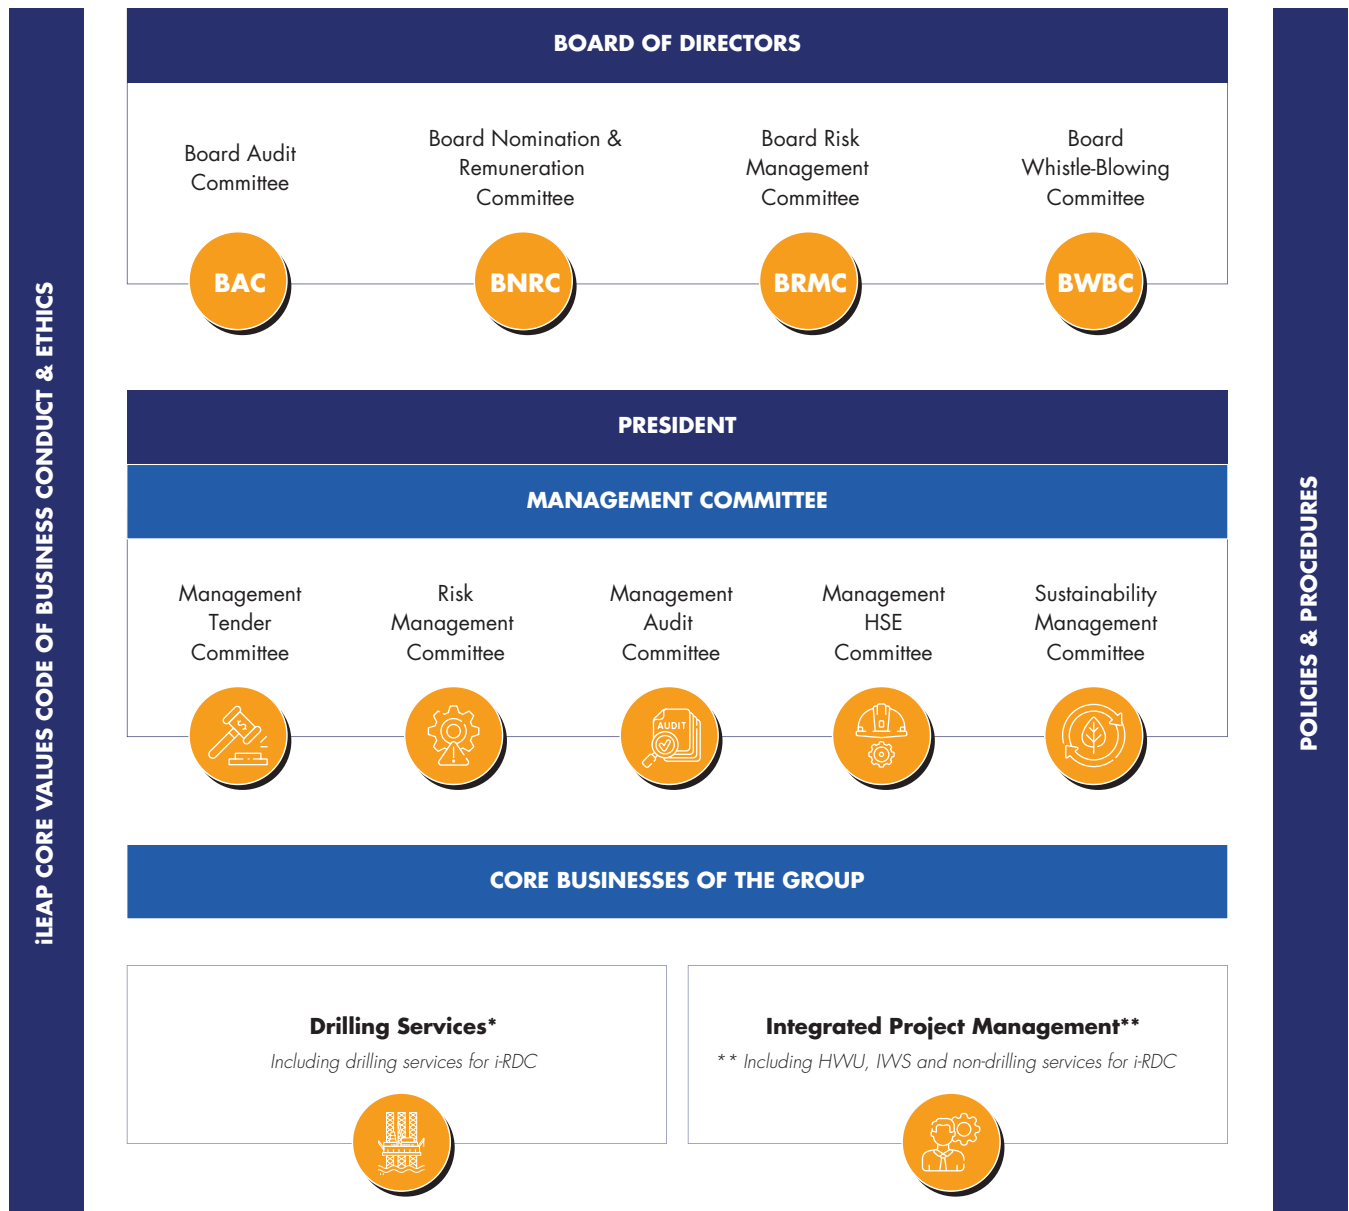 iLEAP CORE VALUES CODE OF BUSINESS CONDUCT & ETHICS
BOARD OF DIRECTORS
Board Audit
Committee
BAC
Board Nomination &
Remuneration
Committee
BNRC
Board Risk
Management
Committee
BRMC
Board
Whistle-Blowing
Committee
BWBC
PRESIDENT
MANAGEMENT COMMITTEE
Management
Tender
Committee
$
Risk
Management
Committee
Management
Audit
Committee
AUDIT
Management
HSE
Committee
Sustainability
Management
Committee
CORE BUSINESSES OF THE GROUP
Drilling Services*
Including drilling services for i-RDC
Integrated Project Management**
** Including HWU, IWS and non-drilling services for i-RDC
POLICIES & PROCEDURES